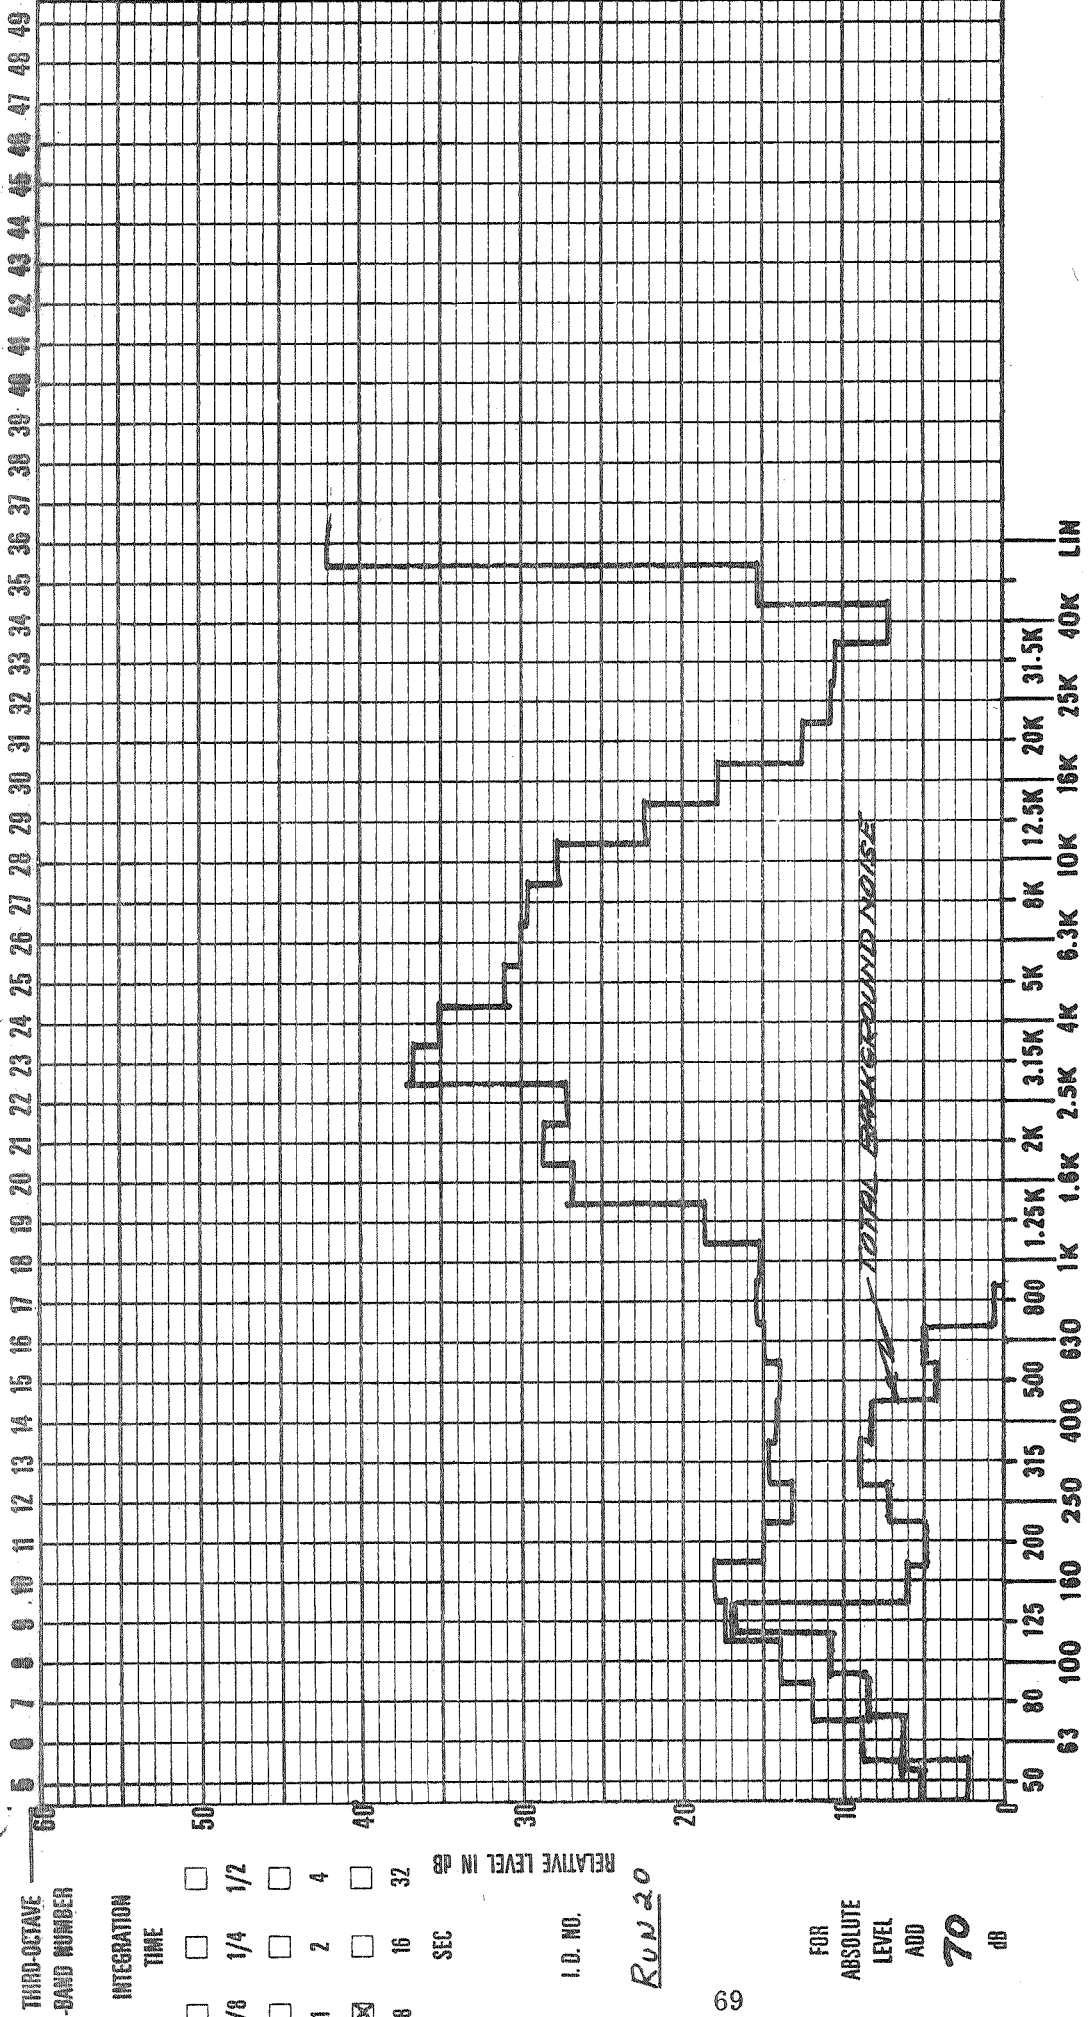 THIRD-OCTAVE
-BAND NUMBER
5 6 7 8 9 10 11 12 13 14 15 16 17 18 19 20 21 22 23 24 25 26 27 28 29 30 31 32 33 34 35 36 37 38 39 40 41 42 43 44 45 46 47 48 49
INTEGRATION
TIME
/8 1/4 1/2
1 2 4
8 16 32
SEC
RELATIVE LEVEL IN dB
60
50
40
30
20
10
0
I. D. NO.
RUN 20
FOR
ABSOLUTE
LEVEL
ADD
70
dB
TOTAL BACKGROUND NOISE
50 80 125 200 315 500 800 1.25K 2K 3.15K 5K 8K 12.5K 20K 31.5K
63 100 160 250 400 630 1K 1.6K 2.5K 4K 6.3K 10K 16K 25K 40K LIN
69